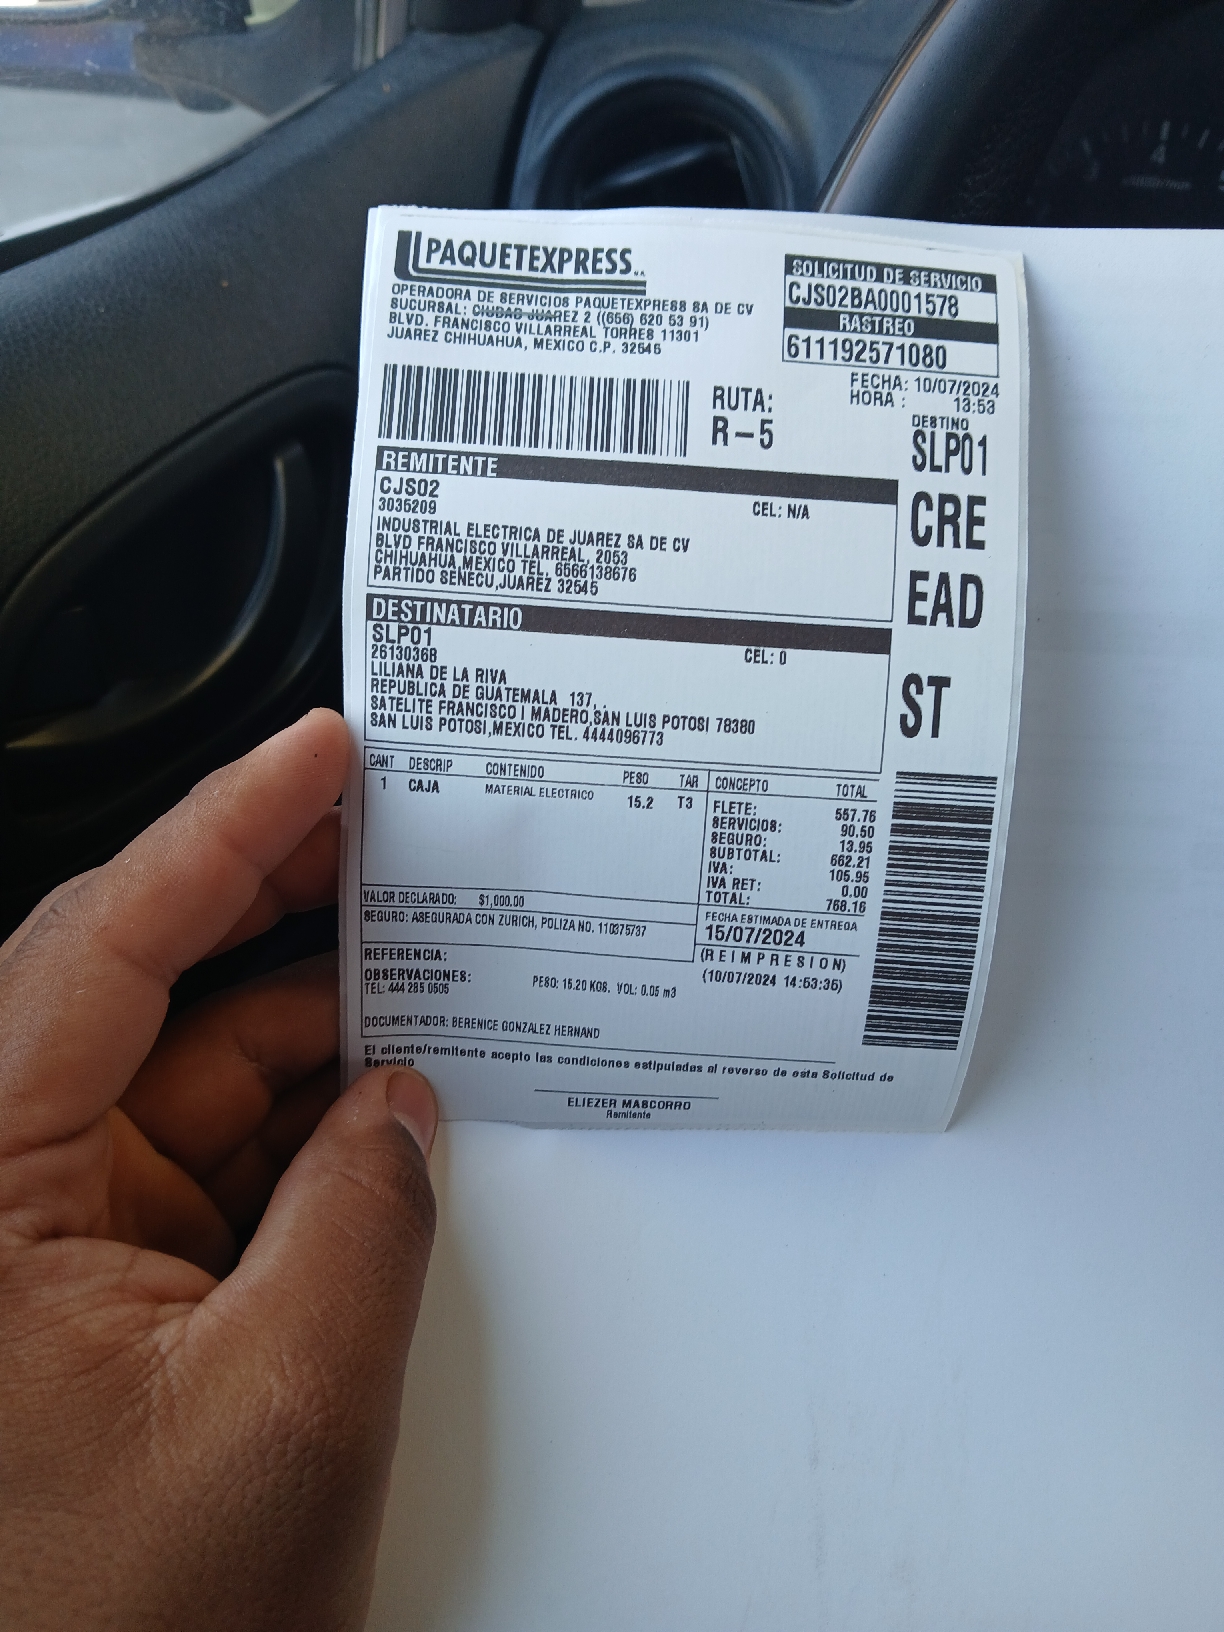 PAQUETEXPRESS
OPERADORA DE SERVICIOS PAQUETEXPRESS SA DE CV
SUCURSAL: CIUDAD JUAREZ 2 ((656) 620 53 91)
BLVD. FRANCISCO VILLARREAL TORRES 11301
JUAREZ CHIHUAHUA, MEXICO C.P. 32545
SOLICITUD DE SERVICIO
CJS02BA0001578
RASTREO
611192571080
FECHA: 10/07/2024
HORA : 13:53
RUTA:
R-5
DESTINO
SLP01
CRE
EAD
ST
REMITENTE
CJS02
3035209 CEL: N/A
INDUSTRIAL ELECTRICA DE JUAREZ SA DE CV
BLVD FRANCISCO VILLARREAL, 2053
CHIHUAHUA,MEXICO TEL. 6566138676
PARTIDO SENECU,JUAREZ 32545
DESTINATARIO
SLP01
26130368 CEL: 0
LILIANA DE LA RIVA
REPUBLICA DE GUATEMALA 137, .
SATELITE FRANCISCO I MADERO,SAN LUIS POTOSI 78380
SAN LUIS POTOSI,MEXICO TEL. 4444096773
CANT DESCRIP CONTENIDO PESO TAR
1 CAJA MATERIAL ELECTRICO 15.2 T3
CONCEPTO TOTAL
FLETE: 557.76
SERVICIOS: 90.50
SEGURO: 13.95
SUBTOTAL: 662.21
IVA: 105.95
IVA RET: 0.00
TOTAL: 768.16
VALOR DECLARADO: $1,000.00
SEGURO: ASEGURADA CON ZURICH, POLIZA NO. 110375737
FECHA ESTIMADA DE ENTREGA
15/07/2024
(REIMPRESION)
(10/07/2024 14:53:35)
REFERENCIA:
OBSERVACIONES:
TEL: 444 285 0505
PESO: 15.20 KGS. VOL: 0.05 m3
DOCUMENTADOR: BERENICE GONZALEZ HERNAND
El cliente/remitente acepto las condiciones estipuladas al reverso de esta Solicitud de
Servicio
ELIEZER MASCORRO
Remitente
4